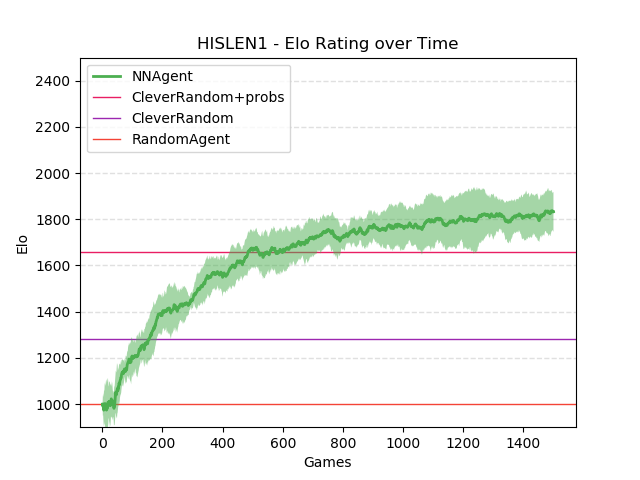 HISLEN1 - Elo Rating over Time
NNAgent
CleverRandom+probs
CleverRandom
RandomAgent
Elo
2400
2200
2000
1800
1600
1400
1200
1000
0 200 400 600 800 1000 1200 1400
Games